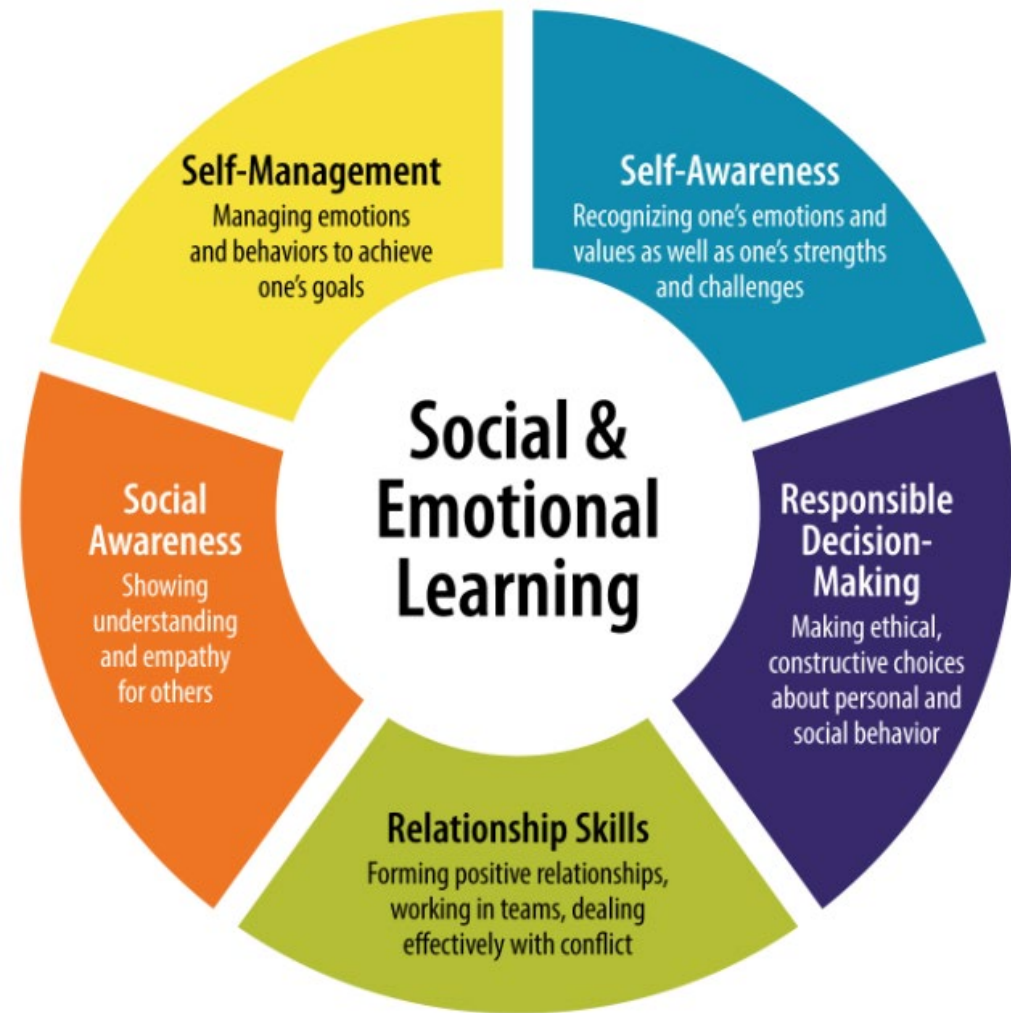 Self-Management
Managing emotions
and behaviors to achieve
one’s goals
Self-Awareness
Recognizing one’s emotions and
values as well as one’s strengths
and challenges
Social &
Emotional
Learning
Social
Awareness
Showing
understanding
and empathy
for others
Responsible
Decision-
Making
Making ethical,
constructive choices
about personal and
social behavior
Relationship Skills
Forming positive relationships,
working in teams, dealing
effectively with conflict